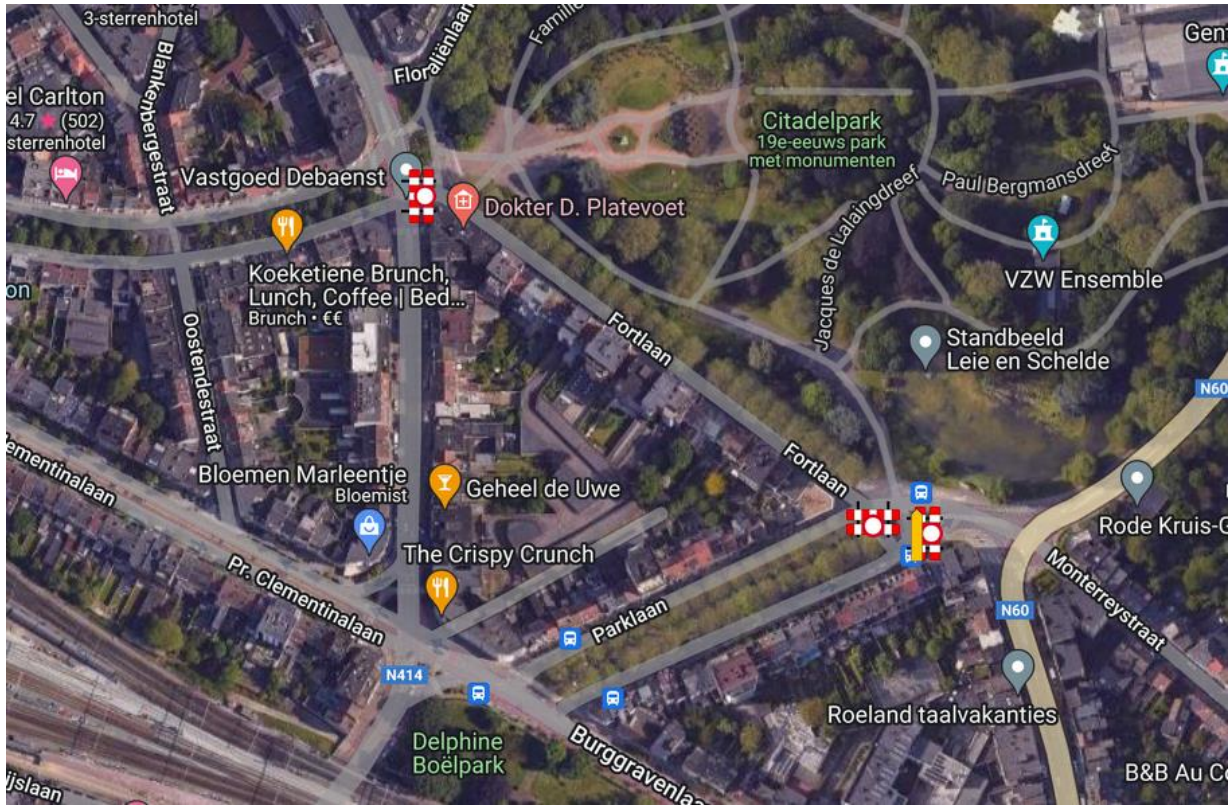 3-sterrenhotel
Blankenbergestraat
Floraliënlaan
Familie
Gent
el Carlton
4.7 ★ (502)
sterrenhotel
Citadelpark
19e-eeuws park
met monumenten
Vastgoed Debaenst
Dokter D. Platevoet
Paul Bergmansdreef
Jacques de Lalaingdreef
VZW Ensemble
Koeketiene Brunch,
Lunch, Coffee | Bed...
Brunch • €€
on
Oostendestraat
Fortlaan
Standbeeld
Leie en Schelde
N60
Clementinalaan
Bloemen Marleentje
Bloemist
Geheel de Uwe
Fortlaan
Rode Kruis-
The Crispy Crunch
Pr. Clementinalaan
Parklaan
N60
Monterreystraat
N414
Roeland taalvakanties
Delphine
Boëlpark
Burggravenlaan
B&B Au Co
ijslaan